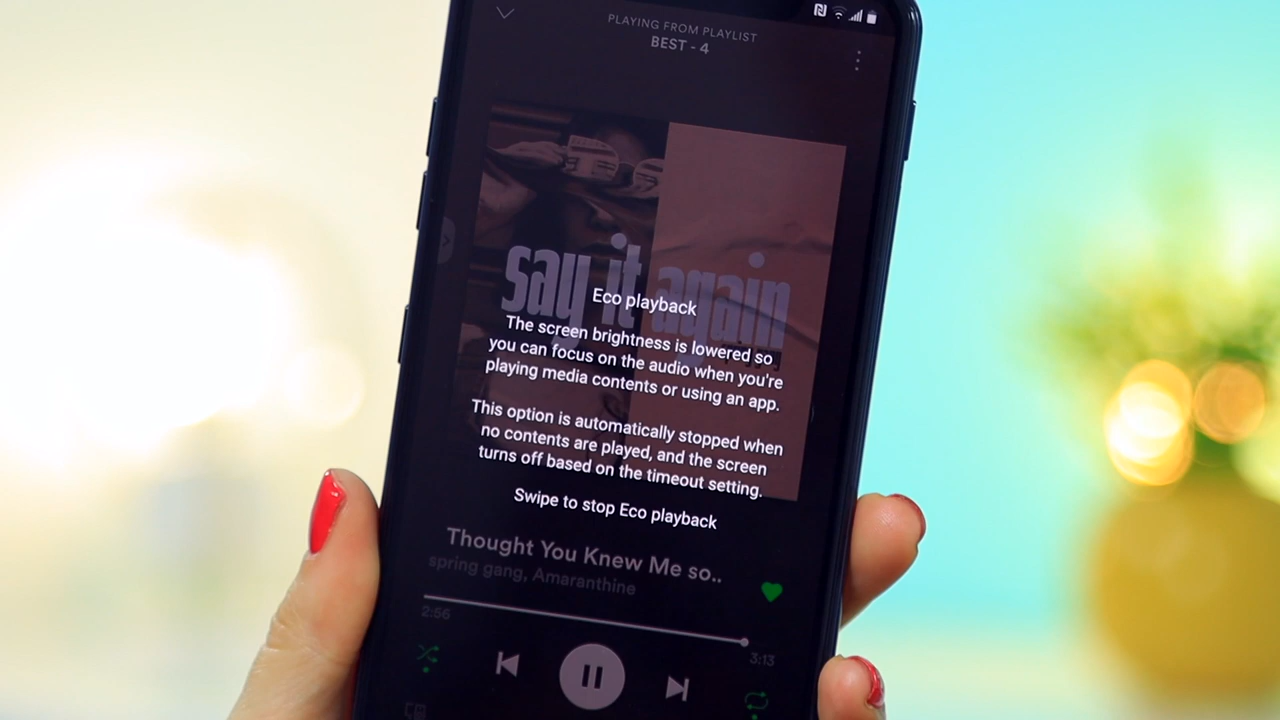 PLAYING FROM PLAYLIST
BEST - 4
say it again
Eco playback
The screen brightness is lowered so
you can focus on the audio when you're
playing media contents or using an app.
This option is automatically stopped when
no contents are played, and the screen
turns off based on the timeout setting.
Swipe to stop Eco playback
Thought You Knew Me so..
spring gang, Amaranthine
2:56
3:13